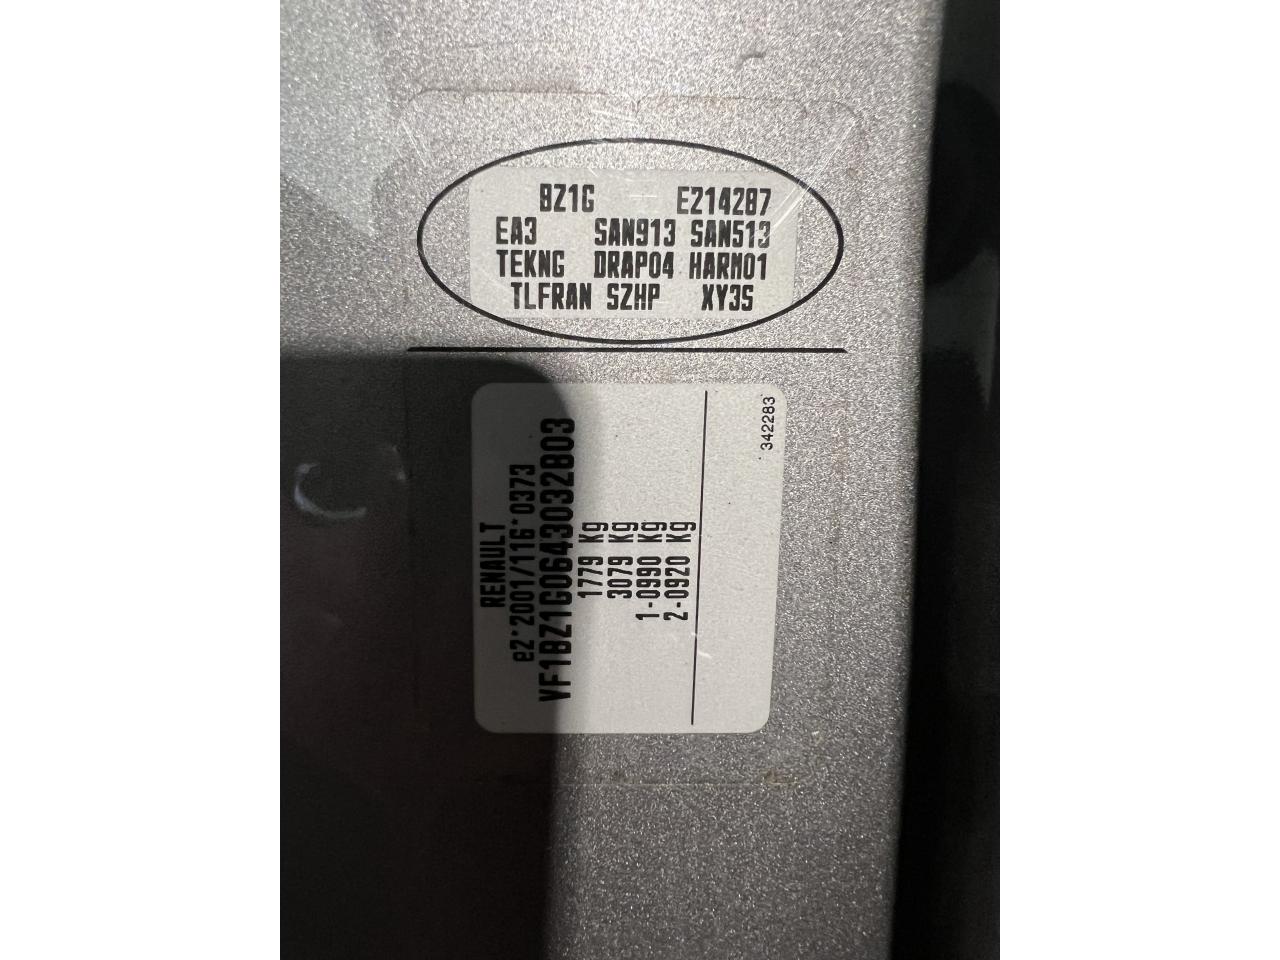 BZ1G E214287
EA3 SAN913 SAN513
TEKNG DRAP04 HARM01
TLFRAN SZHP XY3S
RENAULT
e2*2001/116*0373
VF1BZ1G0643032803
1779 Kg
3079 Kg
1-0990 Kg
2-0920 Kg
342283